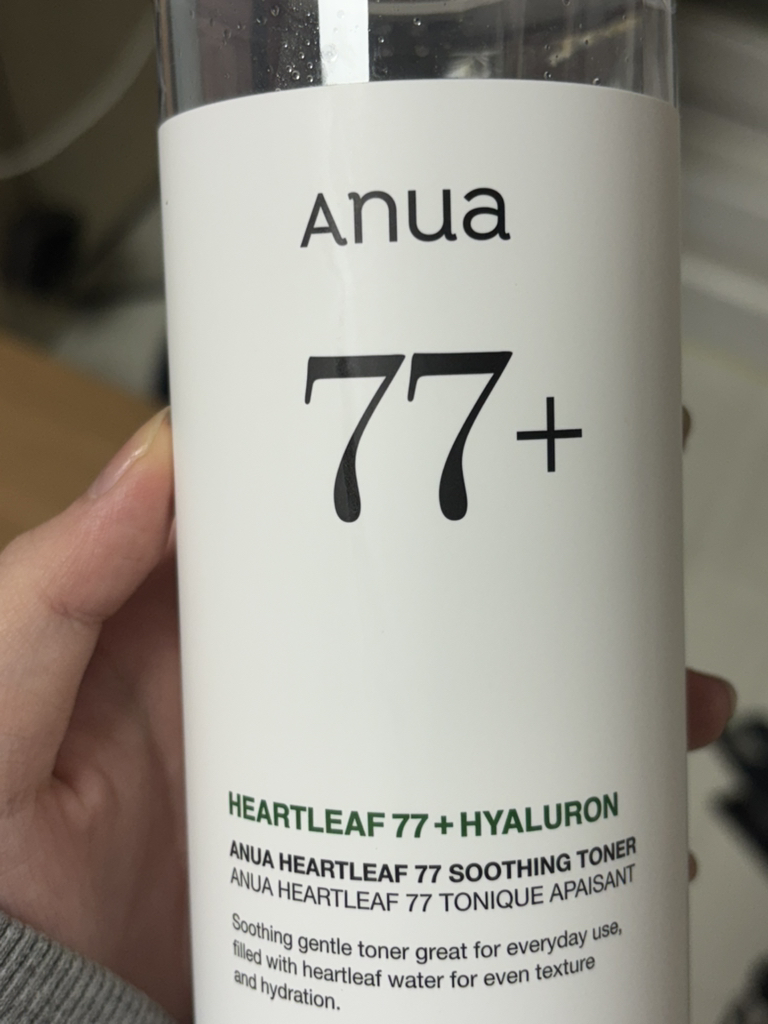 Anua
77+
HEARTLEAF 77 + HYALURON
ANUA HEARTLEAF 77 SOOTHING TONER
ANUA HEARTLEAF 77 TONIQUE APAISANT
Soothing gentle toner great for everyday use,
filled with heartleaf water for even texture
and hydration.